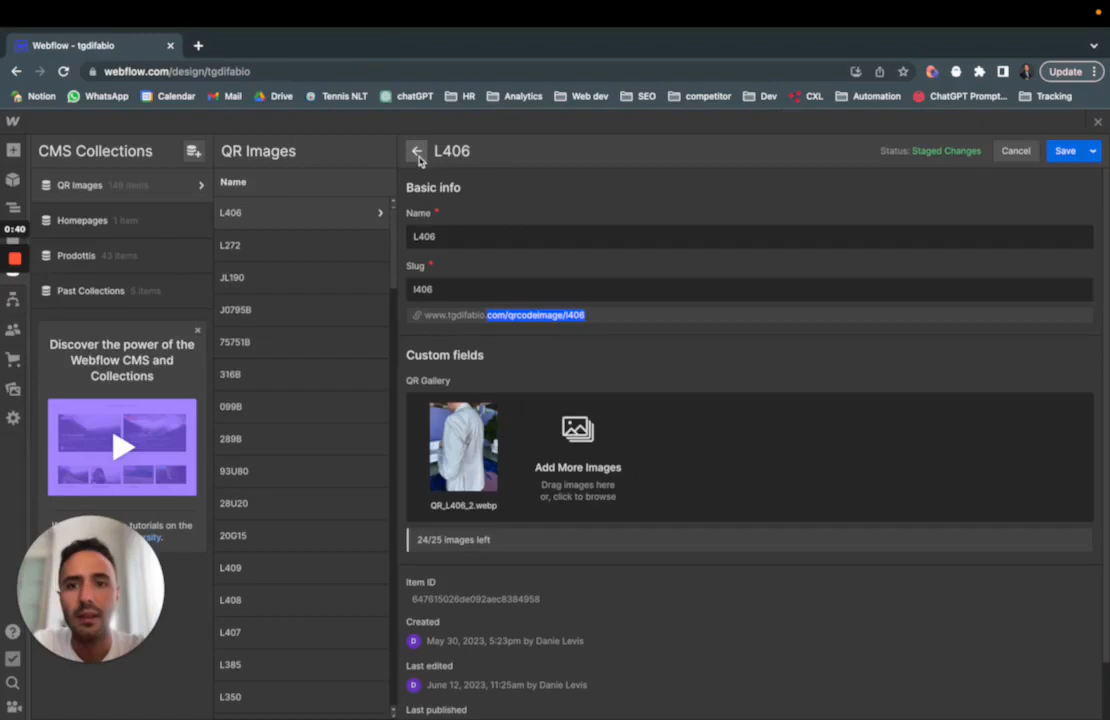 Webflow - tgdifabio
webflow.com/design/tgdifabio
Update
Notion
WhatsApp
Calendar
Mail
Drive
Tennis NLT
chatGPT
HR
Analytics
Web dev
SEO
competitor
Dev
CXL
Automation
ChatGPT Prompt...
Tracking
CMS Collections
QR Images 149 items
Homepages 1 item
0:40
Prodottis 43 items
Past Collections 5 items
Discover the power of the
Webflow CMS and
Collections
tutorials on the
QR Images
Name
L406
L272
JL190
J0795B
75751B
316B
099B
289B
93U80
28U20
20G15
L409
L408
L407
L385
L350
L406
Status: Staged Changes
Cancel
Save
Basic info
Name *
L406
Slug *
l406
www.tgdifabio.com/qrcodeimage/l406
Custom fields
QR Gallery
QR_L406_2.webp
Add More Images
Drag images here
or, click to browse
24/25 images left
Item ID
647615026de092aec8384958
Created
D May 30, 2023, 5:23pm by Danie Levis
Last edited
D June 12, 2023, 11:25am by Danie Levis
Last published